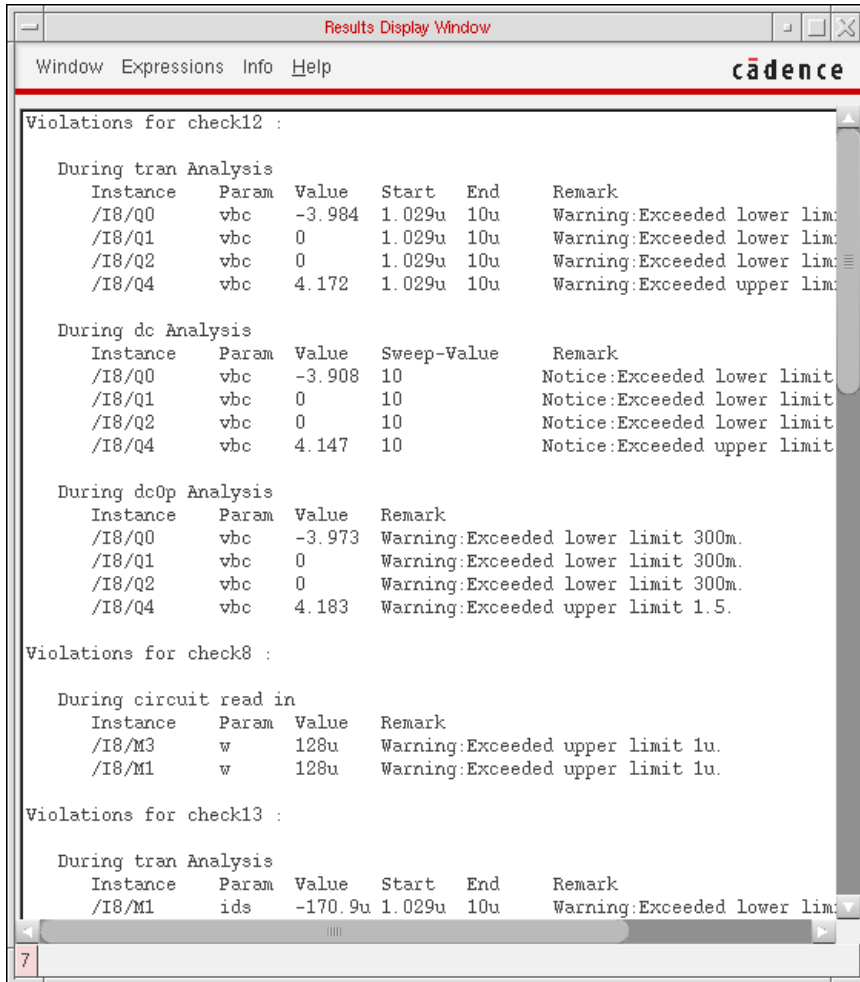 Results Display Window
Window Expressions Info Help cādence
Violations for check12 :
During tran Analysis
Instance Param Value Start End Remark
/I8/Q0 vbc -3.984 1.029u 10u Warning:Exceeded lower
/I8/Q1 vbc 0 1.029u 10u Warning:Exceeded lower
/I8/Q2 vbc 0 1.029u 10u Warning:Exceeded lower
/I8/Q4 vbc 4.172 1.029u 10u Warning:Exceeded upper
During dc Analysis
Instance Param Value Sweep-Value Remark
/I8/Q0 vbc -3.908 10 Notice:Exceeded lower limit
/I8/Q1 vbc 0 10 Notice:Exceeded lower limit
/I8/Q2 vbc 0 10 Notice:Exceeded lower limit
/I8/Q4 vbc 4.147 10 Notice:Exceeded upper limit
During dcOp Analysis
Instance Param Value Remark
/I8/Q0 vbc -3.973 Warning:Exceeded lower limit 300m.
/I8/Q1 vbc 0 Warning:Exceeded lower limit 300m.
/I8/Q2 vbc 0 Warning:Exceeded lower limit 300m.
/I8/Q4 vbc 4.183 Warning:Exceeded upper limit 1.5.
Violations for check8 :
During circuit read in
Instance Param Value Remark
/I8/M3 w 128u Warning:Exceeded upper limit 1u.
/I8/M1 w 128u Warning:Exceeded upper limit 1u.
Violations for check13 :
During tran Analysis
Instance Param Value Start End Remark
/I8/M1 ids -170.9u 1.029u 10u Warning:Exceeded lower
7